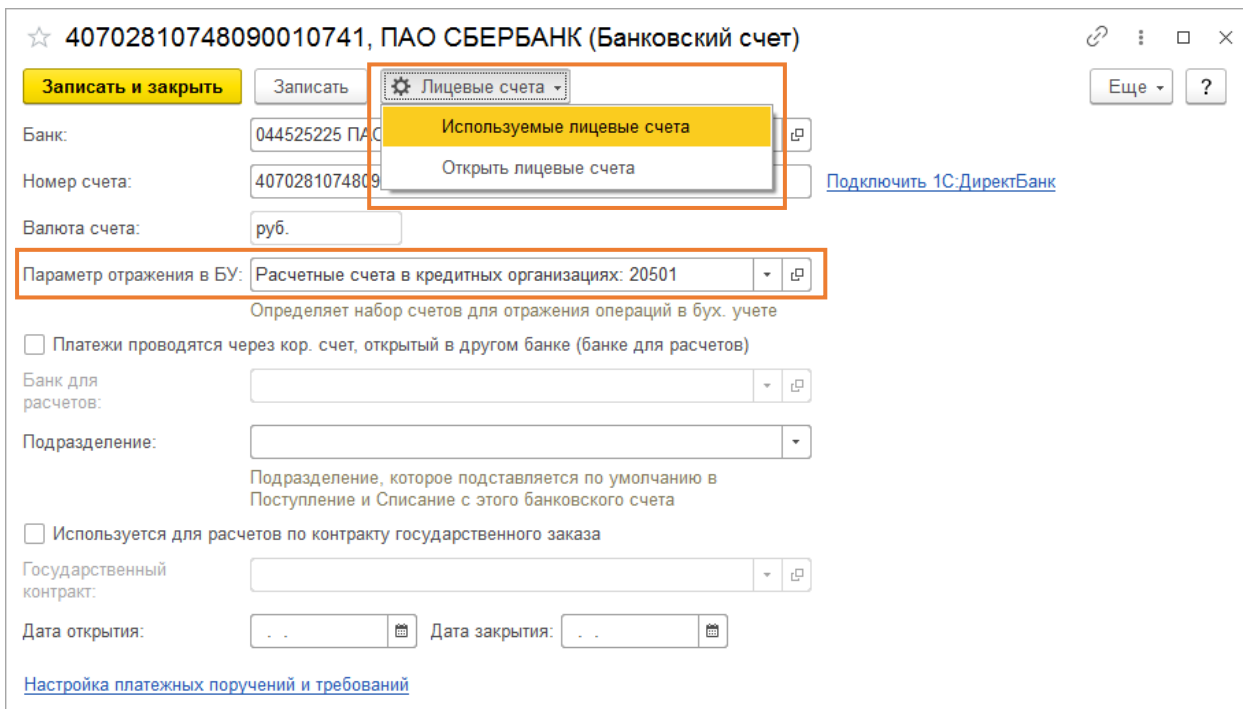 40702810748090010741, ПАО СБЕРБАНК (Банковский счет)
Записать и закрыть Записать Лицевые счета Еще ?
Используемые лицевые счета
Открыть лицевые счета
Банк: 044525225 ПАО
Номер счета: 4070281074809 Подключить 1С:ДиректБанк
Валюта счета: руб.
Параметр отражения в БУ: Расчетные счета в кредитных организациях: 20501
Определяет набор счетов для отражения операций в бух. учете
Платежи проводятся через кор. счет, открытый в другом банке (банке для расчетов)
Банк для
расчетов:
Подразделение:
Подразделение, которое подставляется по умолчанию в
Поступление и Списание с этого банковского счета
Используется для расчетов по контракту государственного заказа
Государственный
контракт:
Дата открытия: . . Дата закрытия: . .
Настройка платежных поручений и требований